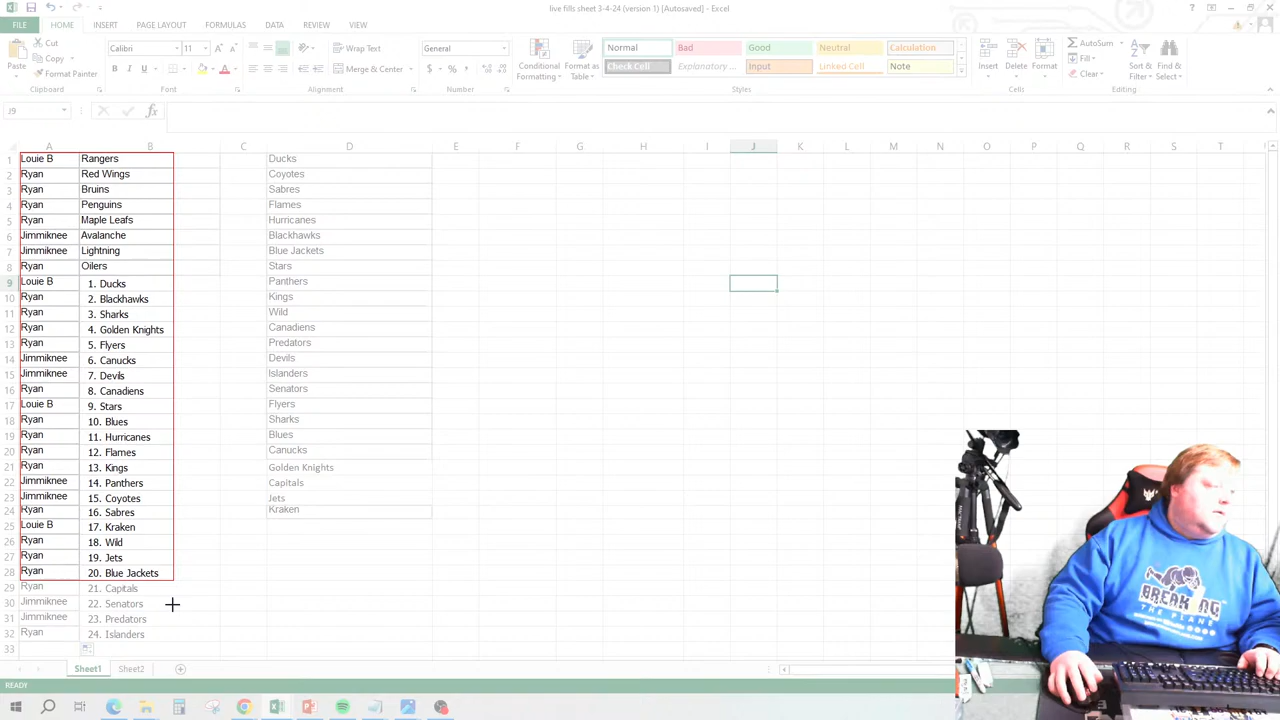 live fills sheet 3-4-24 (version 1) [Autosaved] - Excel
FILE HOME INSERT PAGE LAYOUT FORMULAS DATA REVIEW VIEW
Cut
Copy
Format Painter
Paste
Clipboard
Calibri 11
B I U
Font
Wrap Text
Merge & Center
Alignment
General
$ % ,
Number
Conditional Formatting
Format as Table
Normal Bad Good Neutral Calculation
Check Cell Explanatory ... Input Linked Cell Note
Styles
Insert Delete Format
Cells
AutoSum
Fill
Clear
Sort & Filter
Find & Select
Editing
J9
A B C D E F G H I J K L M N O P Q R S T
1 Louie B Rangers Ducks
2 Ryan Red Wings Coyotes
3 Ryan Bruins Sabres
4 Ryan Penguins Flames
5 Ryan Maple Leafs Hurricanes
6 Jimmiknee Avalanche Blackhawks
7 Jimmiknee Lightning Blue Jackets
8 Ryan Oilers Stars
9 Louie B 1. Ducks Panthers
10 Ryan 2. Blackhawks Kings
11 Ryan 3. Sharks Wild
12 Ryan 4. Golden Knights Canadiens
13 Ryan 5. Flyers Predators
14 Jimmiknee 6. Canucks Devils
15 Jimmiknee 7. Devils Islanders
16 Ryan 8. Canadiens Senators
17 Louie B 9. Stars Flyers
18 Ryan 10. Blues Sharks
19 Ryan 11. Hurricanes Blues
20 Ryan 12. Flames Canucks
21 Ryan 13. Kings Golden Knights
22 Jimmiknee 14. Panthers Capitals
23 Jimmiknee 15. Coyotes Jets
24 Ryan 16. Sabres Kraken
25 Louie B 17. Kraken
26 Ryan 18. Wild
27 Ryan 19. Jets
28 Ryan 20. Blue Jackets
29 Ryan 21. Capitals
30 Jimmiknee 22. Senators
31 Jimmiknee 23. Predators
32 Ryan 24. Islanders
33
Sheet1 Sheet2
READY
BREAKING
THE PLANE